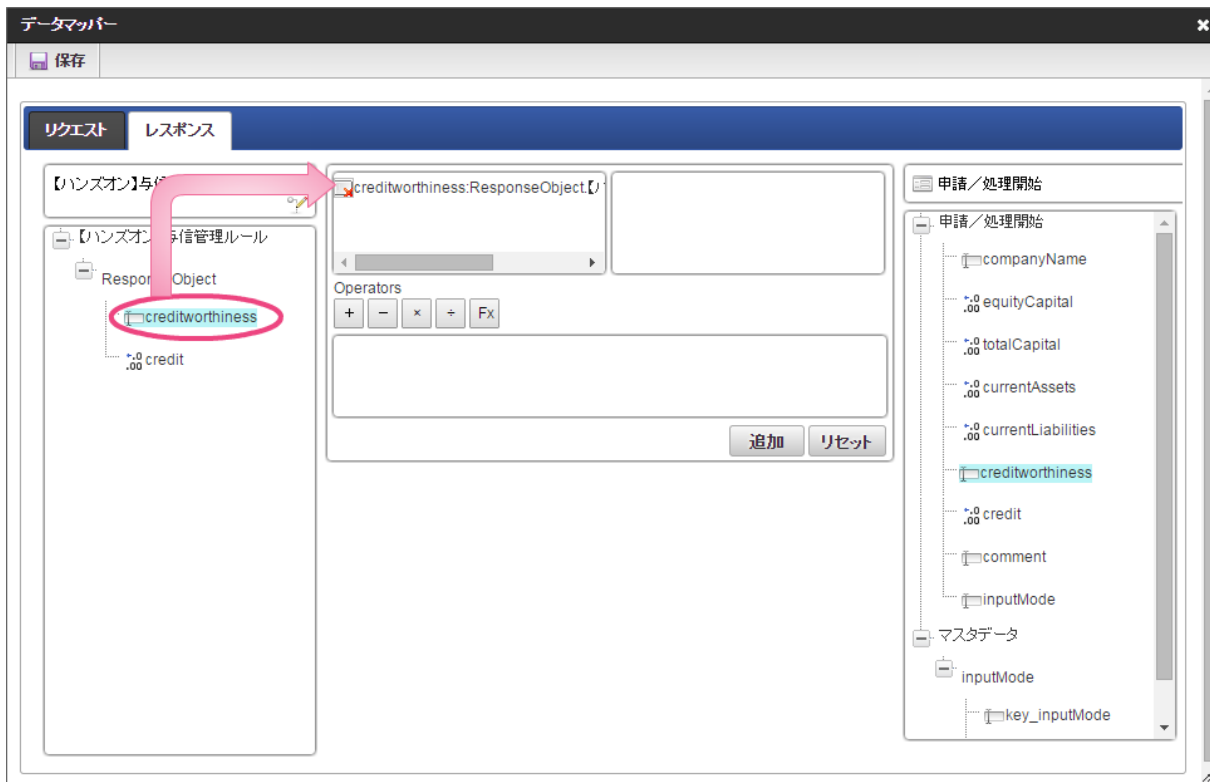 データマッパー
保存
リクエスト レスポンス
【ハンズオン】与信
creditworthiness:ResponseObject.【ハ
申請／処理開始
【ハンズオン】与信管理ルール
ResponseObject
creditworthiness
credit
Operators
+ − × ÷ Fx
追加 リセット
申請／処理開始
companyName
equityCapital
totalCapital
currentAssets
currentLiabilities
creditworthiness
credit
comment
inputMode
マスタデータ
inputMode
key_inputMode